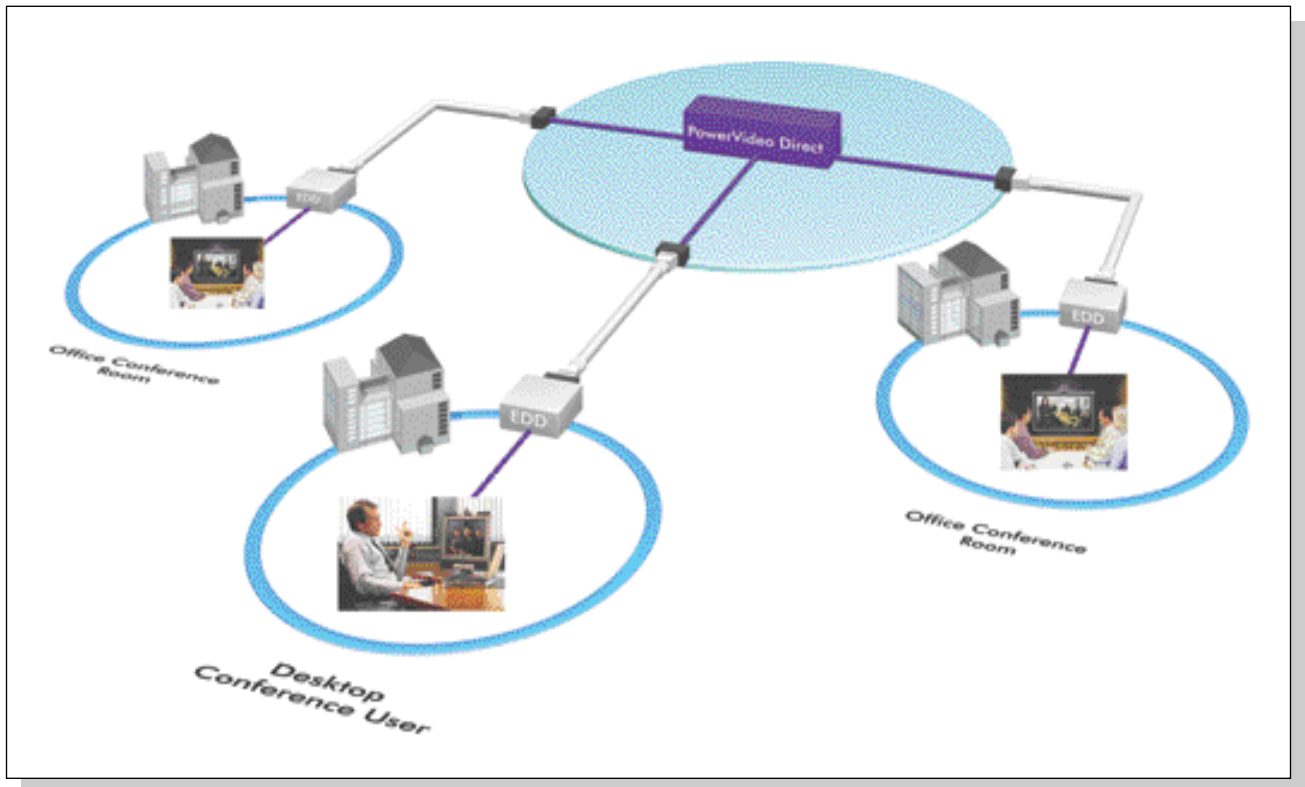 PowerVideo Direct
EDD
Office Conference
Room
EDD
Office Conference
Room
EDD
Desktop
Conference User